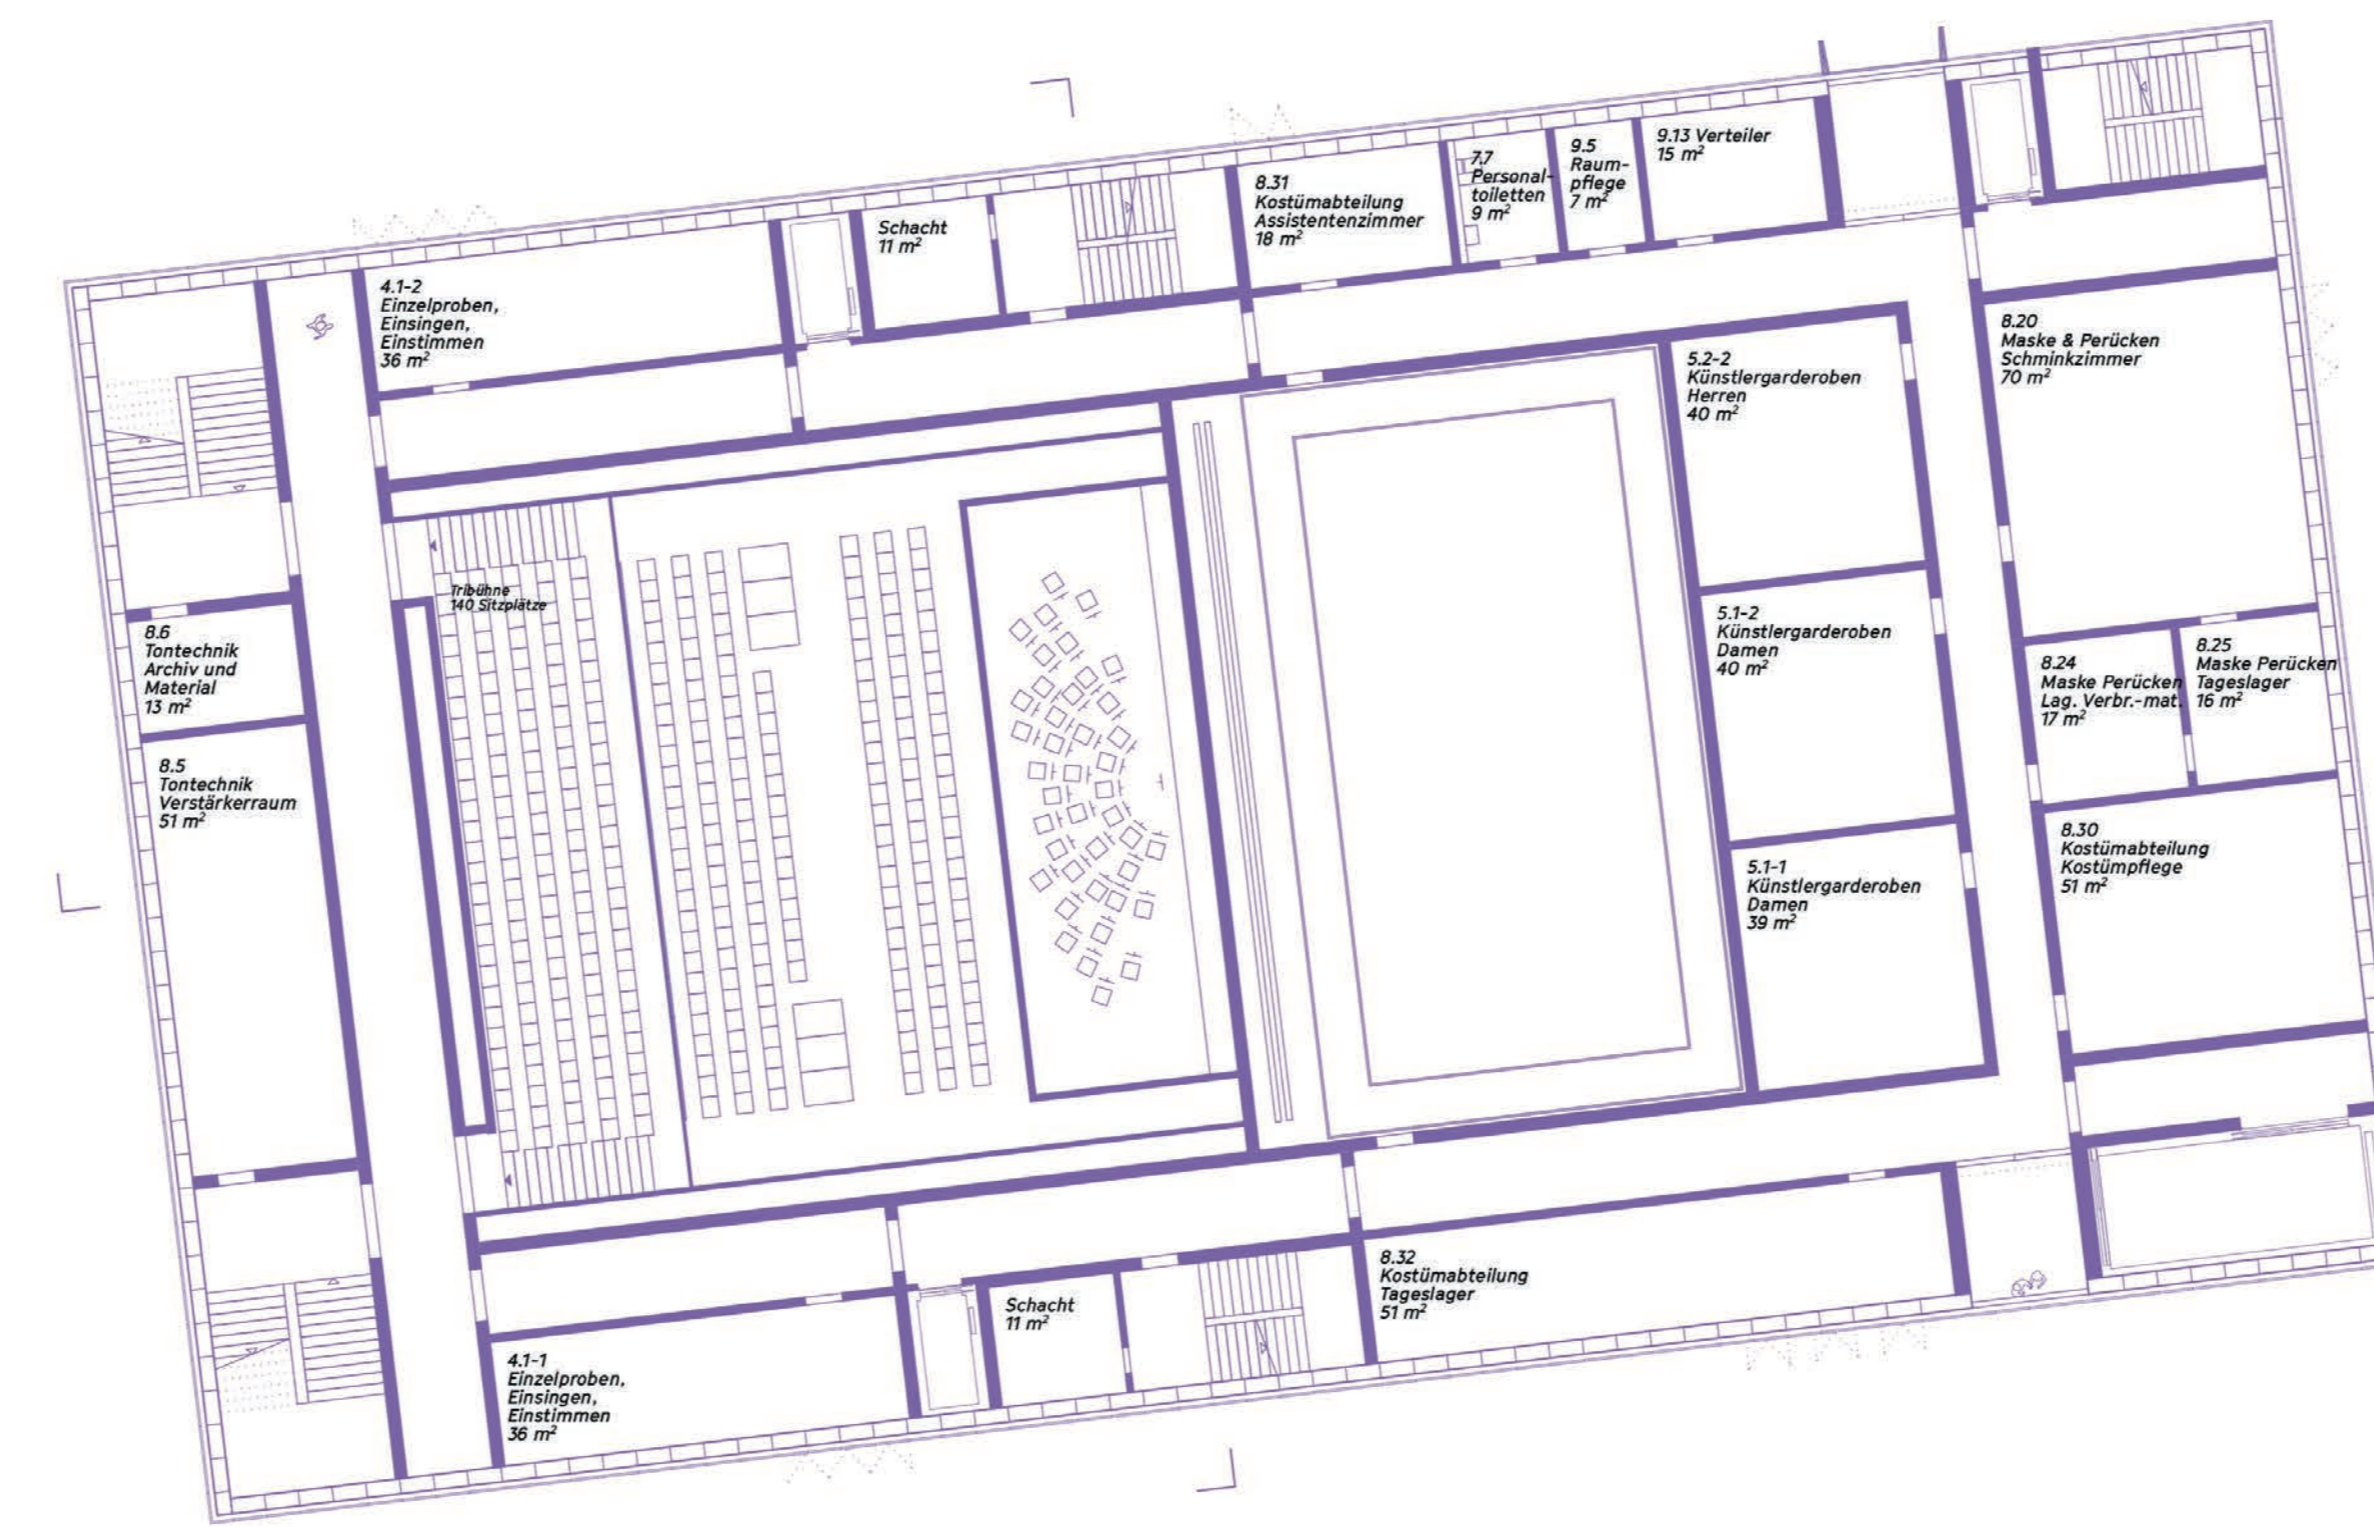 9.13 Verteiler
15 m²
9.5
Raum-
pflege
7 m²
7.7
Personal-
toiletten
9 m²
8.31
Kostümabteilung
Assistentenzimmer
18 m²
Schacht
11 m²
4.1-2
Einzelproben,
Einsingen,
Einstimmen
36 m²
8.20
Maske & Perücken
Schminkzimmer
70 m²
5.2-2
Künstlergarderoben
Herren
40 m²
Tribühne
140 Sitzplätze
5.1-2
Künstlergarderoben
Damen
40 m²
8.6
Tontechnik
Archiv und
Material
13 m²
8.24
Maske Perücken
Lag. Verbr.-mat.
17 m²
8.25
Maske Perücken
Tageslager
16 m²
8.5
Tontechnik
Verstärkerraum
51 m²
8.30
Kostümabteilung
Kostümpflege
51 m²
5.1-1
Künstlergarderoben
Damen
39 m²
8.32
Kostümabteilung
Tageslager
51 m²
Schacht
11 m²
4.1-1
Einzelproben,
Einsingen,
Einstimmen
36 m²